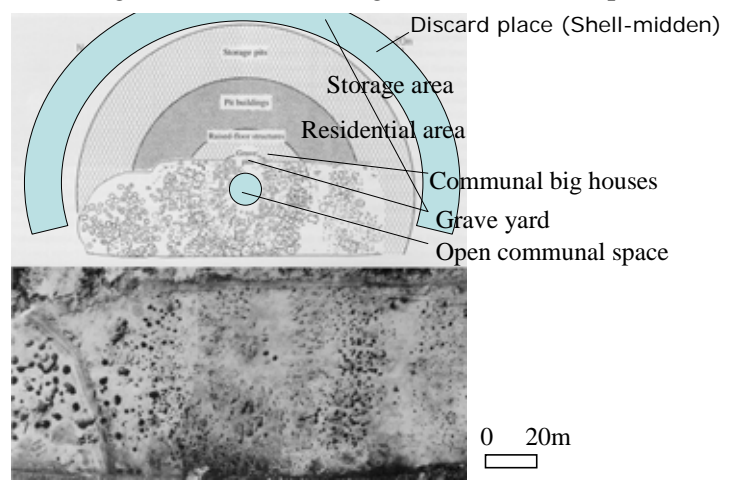 Discard place (Shell-midden)
Storage pits
Storage area
Pit buildings
Residential area
Raised-floor structures
Communal big houses
Grave yard
Open communal space
0 20m